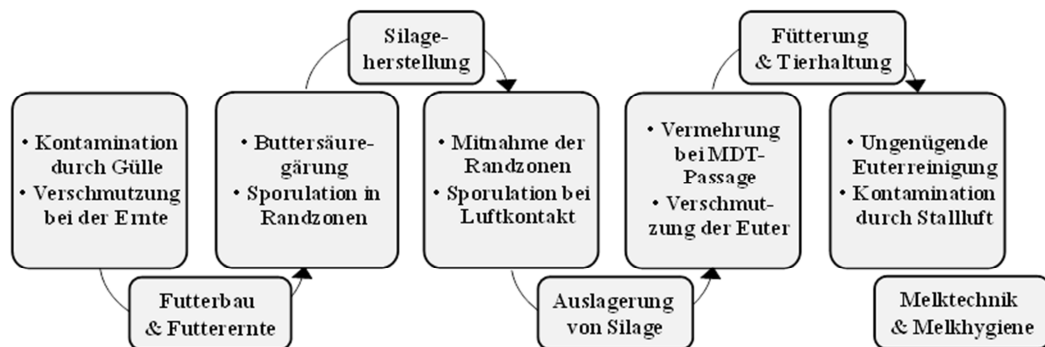 Silage-
herstellung
Fütterung
& Tierhaltung
• Kontamination
durch Gülle
• Verschmutzung
bei der Ernte
• Buttersäure-
gärung
• Sporulation in
Randzonen
• Mitnahme der
Randzonen
• Sporulation bei
Luftkontakt
• Vermehrung
bei MDT-
Passage
• Verschmut-
zung der Euter
• Ungenügende
Euterreinigung
• Kontamination
durch Stallluft
Futterbau
& Futterernte
Auslagerung
von Silage
Melktechnik
& Melkhygiene